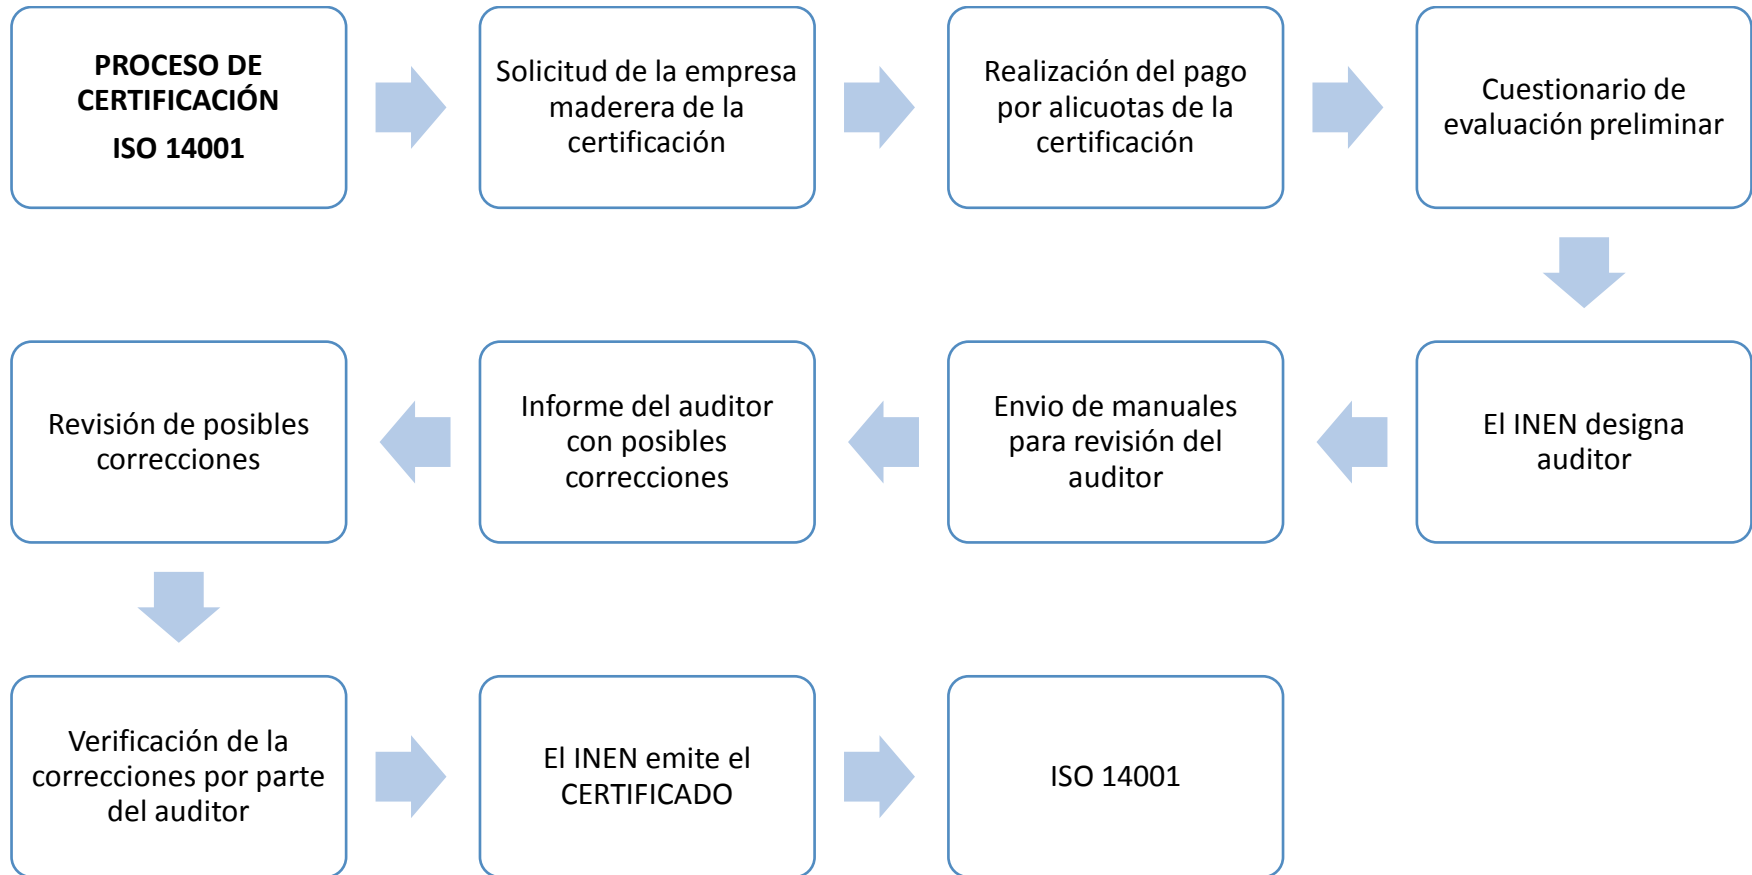 PROCESO DE
CERTIFICACIÓN
ISO 14001
Solicitud de la empresa
maderera de la
certificación
Realización del pago
por alicuotas de la
certificación
Cuestionario de
evaluación preliminar
El INEN designa
auditor
Envio de manuales
para revisión del
auditor
Informe del auditor
con posibles
correcciones
Revisión de posibles
correcciones
Verificación de la
correcciones por parte
del auditor
El INEN emite el
CERTIFICADO
ISO 14001